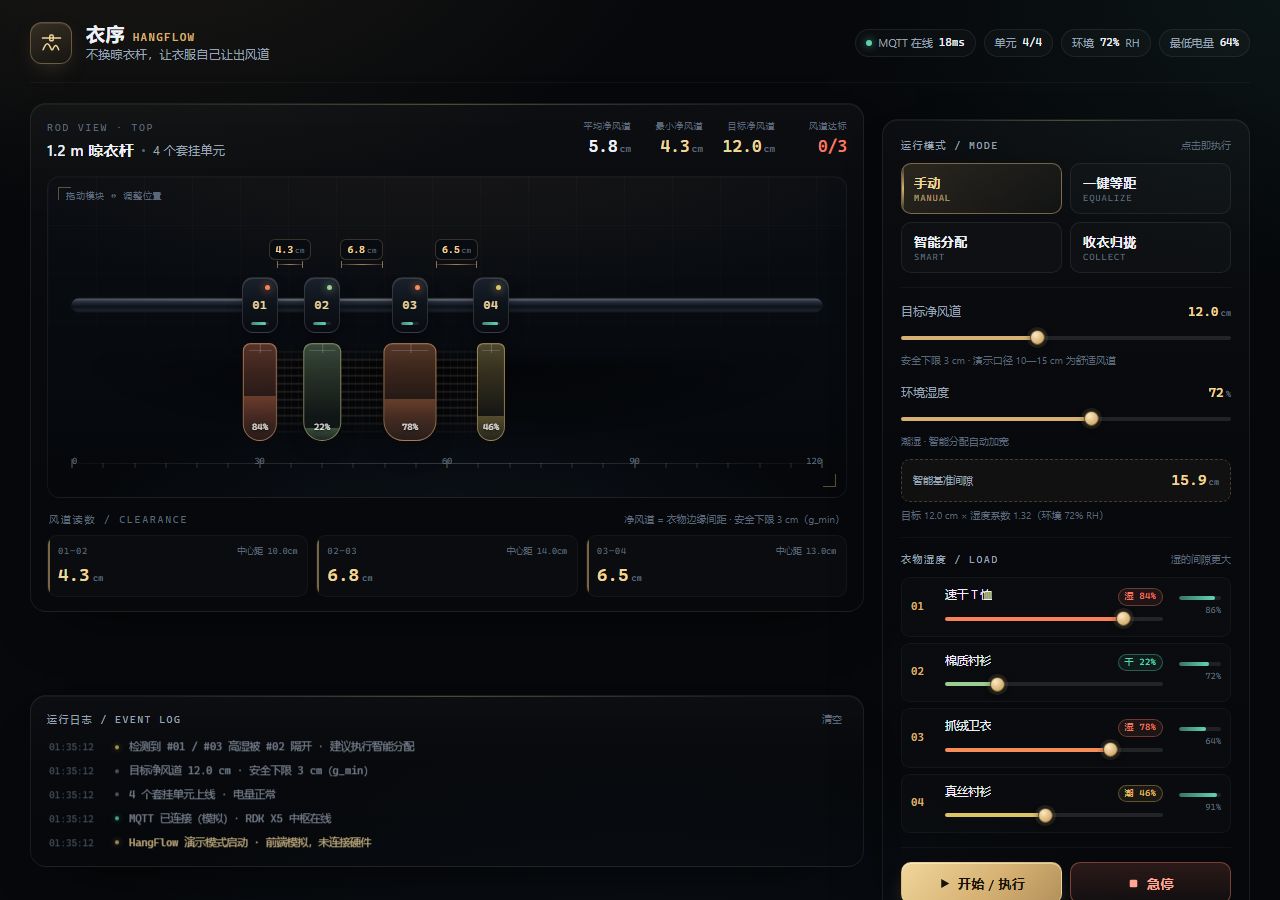 衣序 HANGFLOW
不换晾衣杆，让衣服自己让出风道
MQTT 在线 18ms
单元 4/4
环境 72% RH
最低电量 64%
ROD VIEW · TOP
1.2 m 晾衣杆 · 4 个套挂单元
平均净风道 最小净风道 目标净风道 风道达标
5.8cm 4.3cm 12.0cm 0/3
拖动模块 ⇔ 调整位置
4.3cm 6.8cm 6.5cm
01 02 03 04
84% 22% 78% 46%
0 30 60 90 120
风道读数 / CLEARANCE
净风道 = 衣物边缘间距 · 安全下限 3 cm（g_min）
01–02 中心距 10.0cm
4.3cm
02–03 中心距 14.0cm
6.8cm
03–04 中心距 13.0cm
6.5cm
运行日志 / EVENT LOG 清空
01:35:12 检测到 #01 / #03 高湿被 #02 隔开 · 建议执行智能分配
01:35:12 目标净风道 12.0 cm · 安全下限 3 cm（g_min）
01:35:12 4 个套挂单元上线 · 电量正常
01:35:12 MQTT 已连接（模拟）· RDK X5 中枢在线
01:35:12 HangFlow 演示模式启动 · 前端模拟，未连接硬件
运行模式 / MODE 点击即执行
手动
MANUAL
一键等距
EQUALIZE
智能分配
SMART
收衣归拢
COLLECT
目标净风道 12.0cm
安全下限 3 cm · 演示口径 10—15 cm 为舒适风道
环境湿度 72%
潮湿 · 智能分配自动加宽
智能基准间隙 15.9cm
目标 12.0 cm × 湿度系数 1.32（环境 72% RH）
衣物湿度 / LOAD 湿的间隙更大
01 速干 T 恤 湿 84% 86%
02 棉质衬衫 干 22% 72%
03 抓绒卫衣 湿 78% 64%
04 真丝衬衫 潮 46% 91%
▶ 开始 / 执行
■ 急停